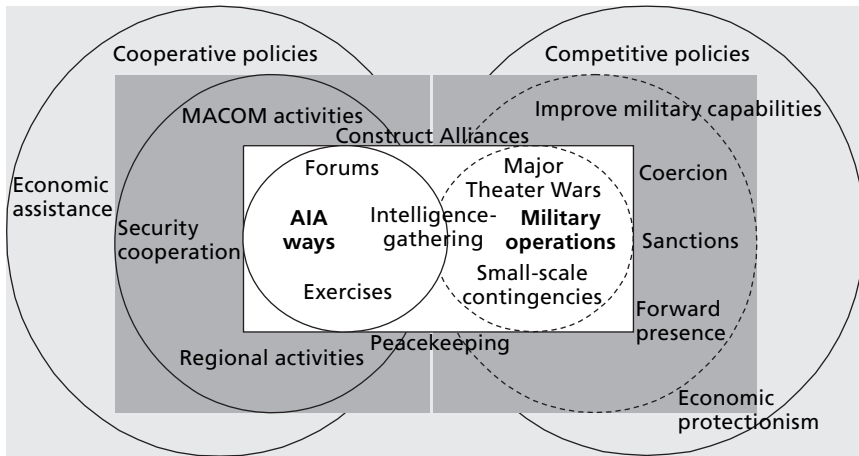 Cooperative policies
Competitive policies
MACOM activities
Improve military capabilities
Construct Alliances
Forums
Major
Theater Wars
Coercion
Economic
assistance
AIA
ways
Intelligence-
gathering
Military
operations
Security
cooperation
Sanctions
Exercises
Small-scale
contingencies
Forward
presence
Peacekeeping
Regional activities
Economic
protectionism